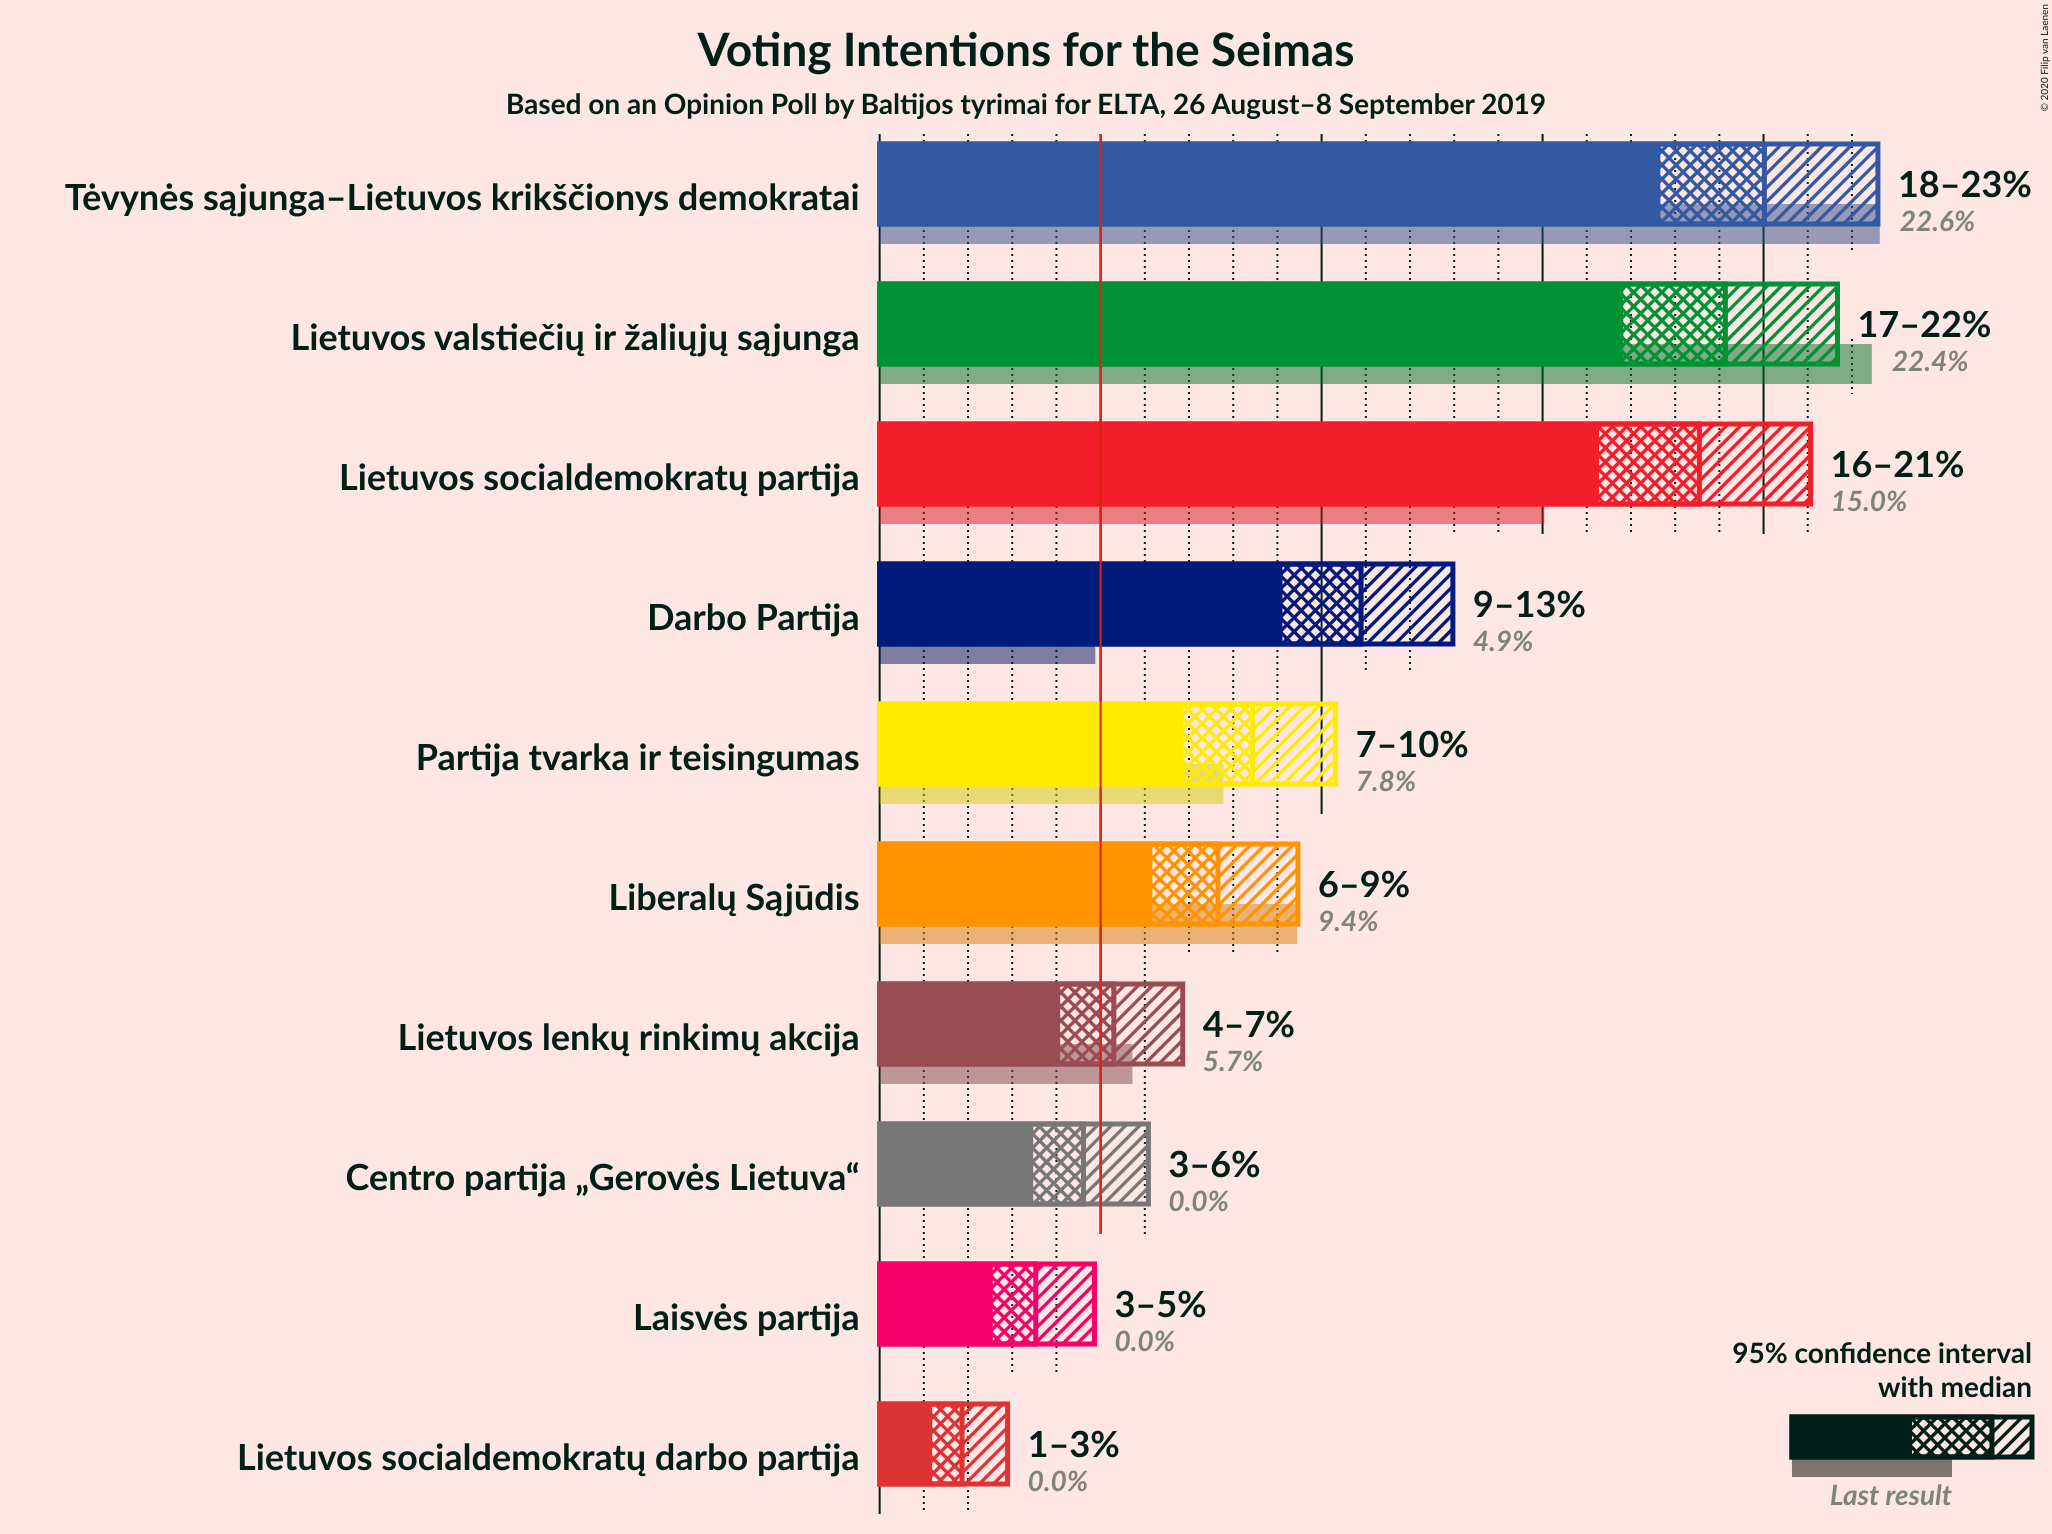 Voting Intentions for the Seimas
Based on an Opinion Poll by Baltijos tyrimai for ELTA, 26 August–8 September 2019
© 2020 Filip van Laenen
Tėvynės sąjunga–Lietuvos krikščionys demokratai
18–23%
22.6%
Lietuvos valstiečių ir žaliųjų sąjunga
17–22%
22.4%
Lietuvos socialdemokratų partija
16–21%
15.0%
Darbo Partija
9–13%
4.9%
Partija tvarka ir teisingumas
7–10%
7.8%
Liberalų Sąjūdis
6–9%
9.4%
Lietuvos lenkų rinkimų akcija
4–7%
5.7%
Centro partija „Gerovės Lietuva“
3–6%
0.0%
Laisvės partija
3–5%
0.0%
Lietuvos socialdemokratų darbo partija
1–3%
0.0%
95% confidence interval
with median
Last result